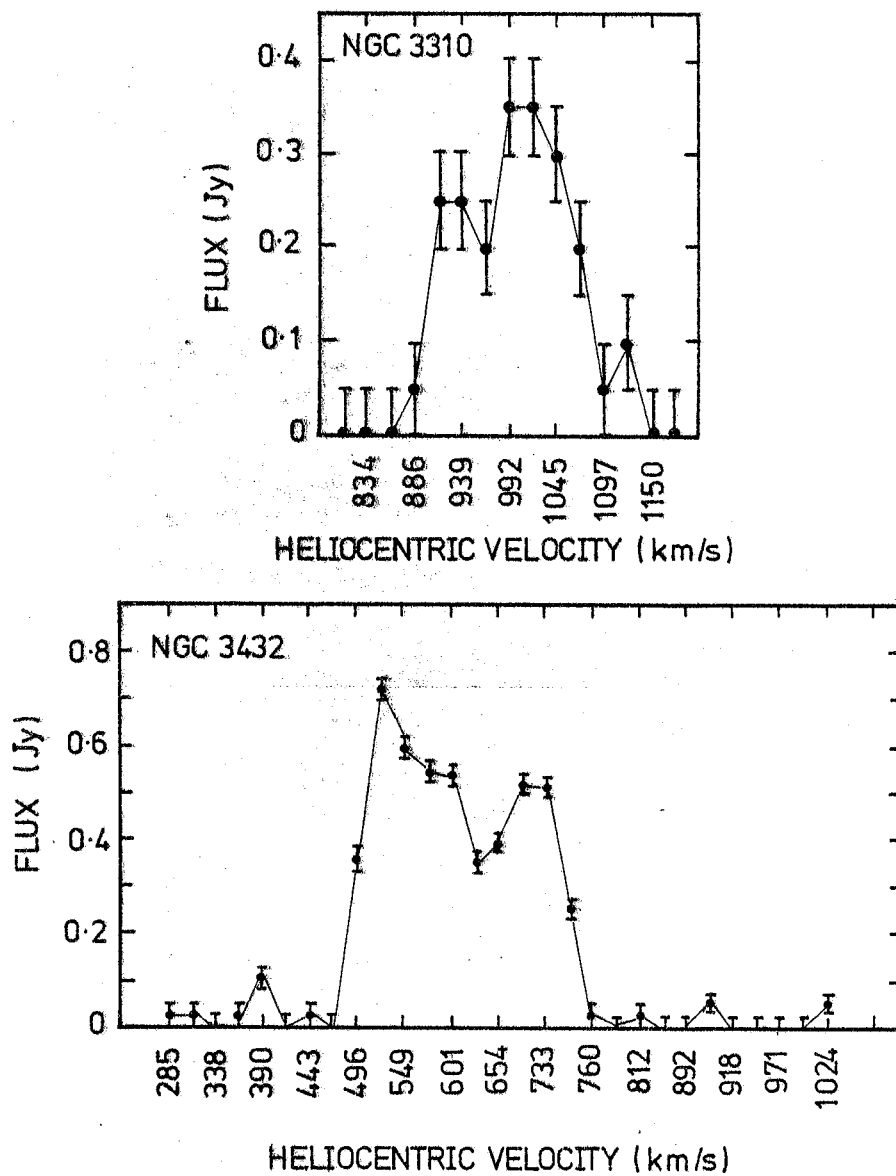 NGC 3310
0.4
0.3
0.2
0.1
0
FLUX (Jy)
834 886 939 992 1045 1097 1150
HELIOCENTRIC VELOCITY (km/s)
NGC 3432
0.8
0.6
0.4
0.2
0
FLUX (Jy)
285 338 390 443 496 549 601 654 733 760 812 892 918 971 1024
HELIOCENTRIC VELOCITY (km/s)